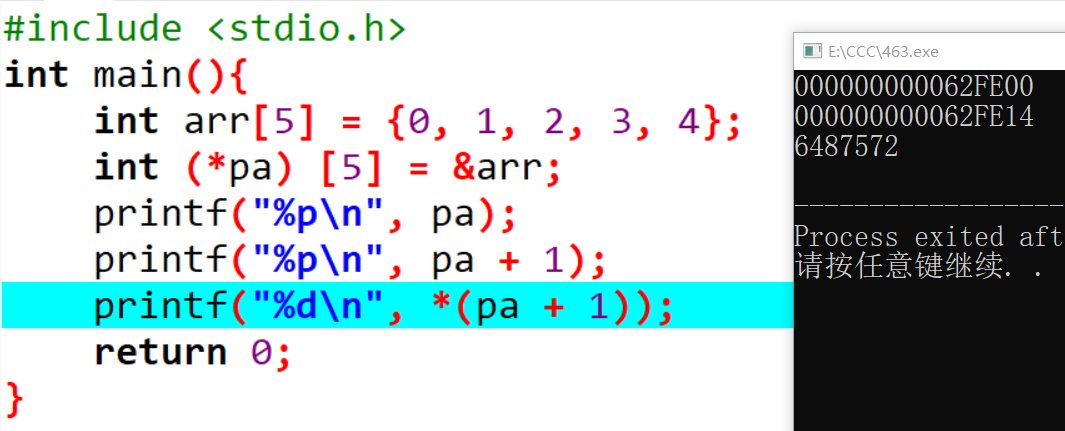 #include <stdio.h>
int main(){
    int arr[5] = {0, 1, 2, 3, 4};
    int (*pa) [5] = &arr;
    printf("%p\n", pa);
    printf("%p\n", pa + 1);
    printf("%d\n", *(pa + 1));
    return 0;
}
E:\CCC\463.exe
000000000062FE00
000000000062FE14
6487572
--------------------
Process exited aft
请按任意键继续. .